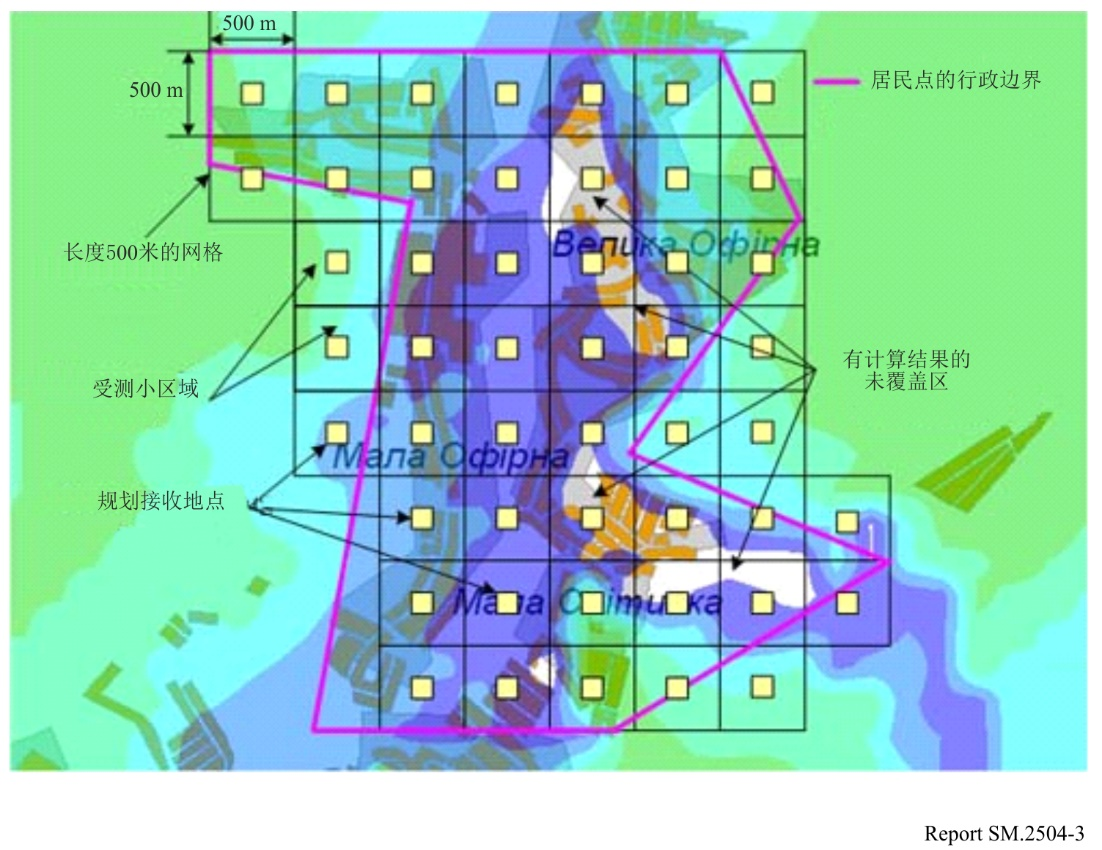 500 m
500 m
居民点的行政边界
长度500米的网格
Велика Офірна
受测小区域
有计算结果的
未覆盖区
Мала Офірна
规划接收地点
Мала
Report SM.2504-3